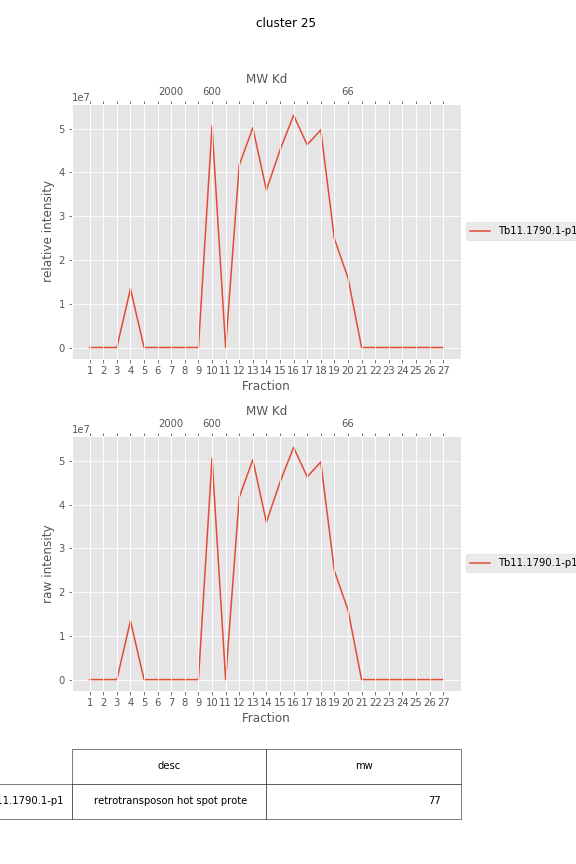 cluster 25
MW Kd
2000 600 66
1e7
5
4
3
2
1
0
relative intensity
Tb11.1790.1-p1
1 2 3 4 5 6 7 8 9 10 11 12 13 14 15 16 17 18 19 20 21 22 23 24 25 26 27
Fraction
MW Kd
2000 600 66
1e7
5
4
3
2
1
0
raw intensity
Tb11.1790.1-p1
1 2 3 4 5 6 7 8 9 10 11 12 13 14 15 16 17 18 19 20 21 22 23 24 25 26 27
Fraction
desc mw
11.1790.1-p1 retrotransposon hot spot prote 77